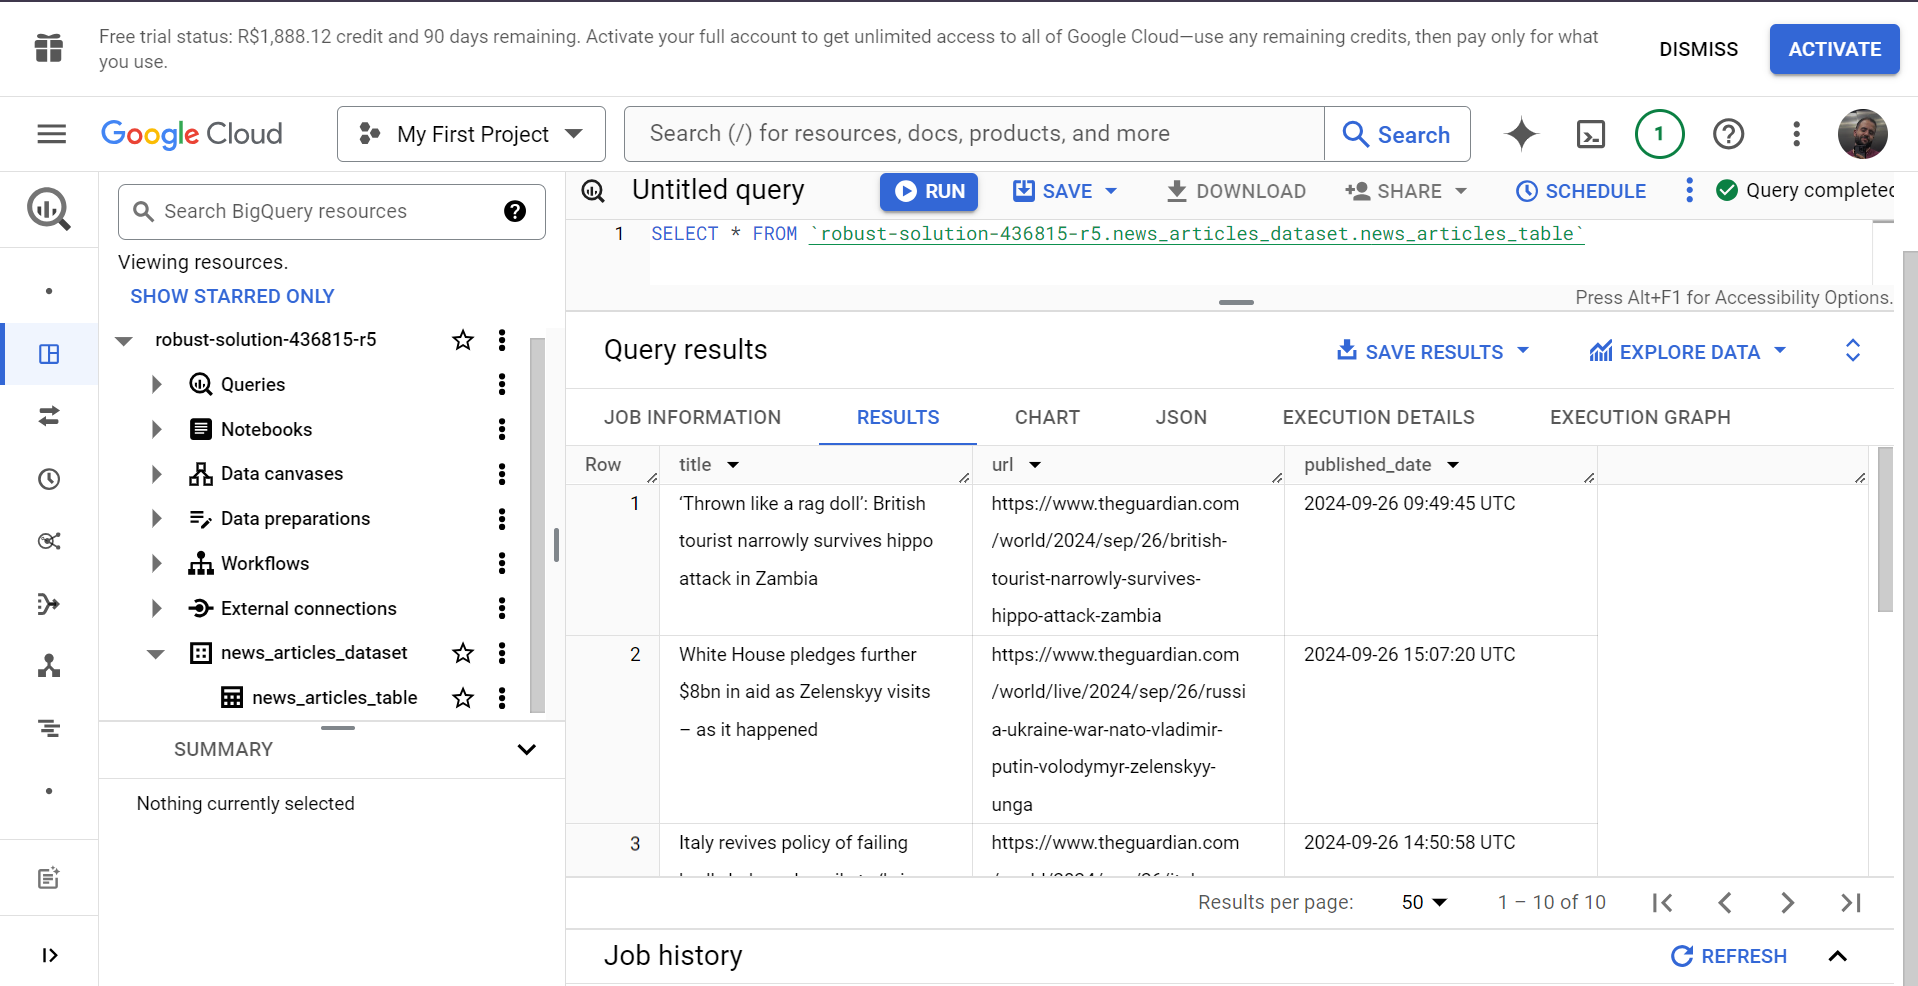 Free trial status: R$1,888.12 credit and 90 days remaining. Activate your full account to get unlimited access to all of Google Cloud—use any remaining credits, then pay only for what
you use.
DISMISS
ACTIVATE
Google Cloud
My First Project
Search (/) for resources, docs, products, and more
Search
1
Search BigQuery resources
Viewing resources.
SHOW STARRED ONLY
robust-solution-436815-r5
Queries
Notebooks
Data canvases
Data preparations
Workflows
External connections
news_articles_dataset
news_articles_table
SUMMARY
Nothing currently selected
Untitled query
RUN
SAVE
DOWNLOAD
SHARE
SCHEDULE
Query completed
1 SELECT * FROM `robust-solution-436815-r5.news_articles_dataset.news_articles_table`
Press Alt+F1 for Accessibility Options.
Query results
SAVE RESULTS
EXPLORE DATA
JOB INFORMATION
RESULTS
CHART
JSON
EXECUTION DETAILS
EXECUTION GRAPH
Row
title
url
published_date
1
‘Thrown like a rag doll’: British
tourist narrowly survives hippo
attack in Zambia
https://www.theguardian.com
/world/2024/sep/26/british-
tourist-narrowly-survives-
hippo-attack-zambia
2024-09-26 09:49:45 UTC
2
White House pledges further
$8bn in aid as Zelenskyy visits
– as it happened
https://www.theguardian.com
/world/live/2024/sep/26/russi
a-ukraine-war-nato-vladimir-
putin-volodymyr-zelenskyy-
unga
2024-09-26 15:07:20 UTC
3
Italy revives policy of failing
https://www.theguardian.com
2024-09-26 14:50:58 UTC
Results per page:
50
1 – 10 of 10
Job history
REFRESH